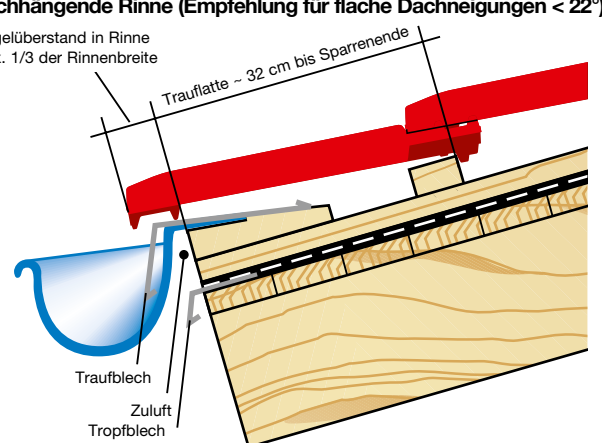 chhängende Rinne (Empfehlung für flache Dachneigungen < 22°)
gelüberstand in Rinne
. 1/3 der Rinnenbreite
Trauflatte ~ 32 cm bis Sparrenende
Traufblech
Zuluft
Tropfblech